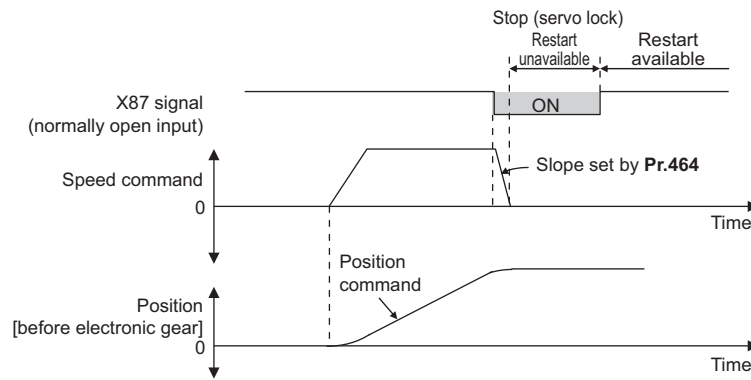 Stop (servo lock)
Restart
unavailable
Restart
available
X87 signal
(normally open input)
ON
Slope set by Pr.464
Speed command
0
Time
Position
command
Position
[before electronic gear]
0
Time